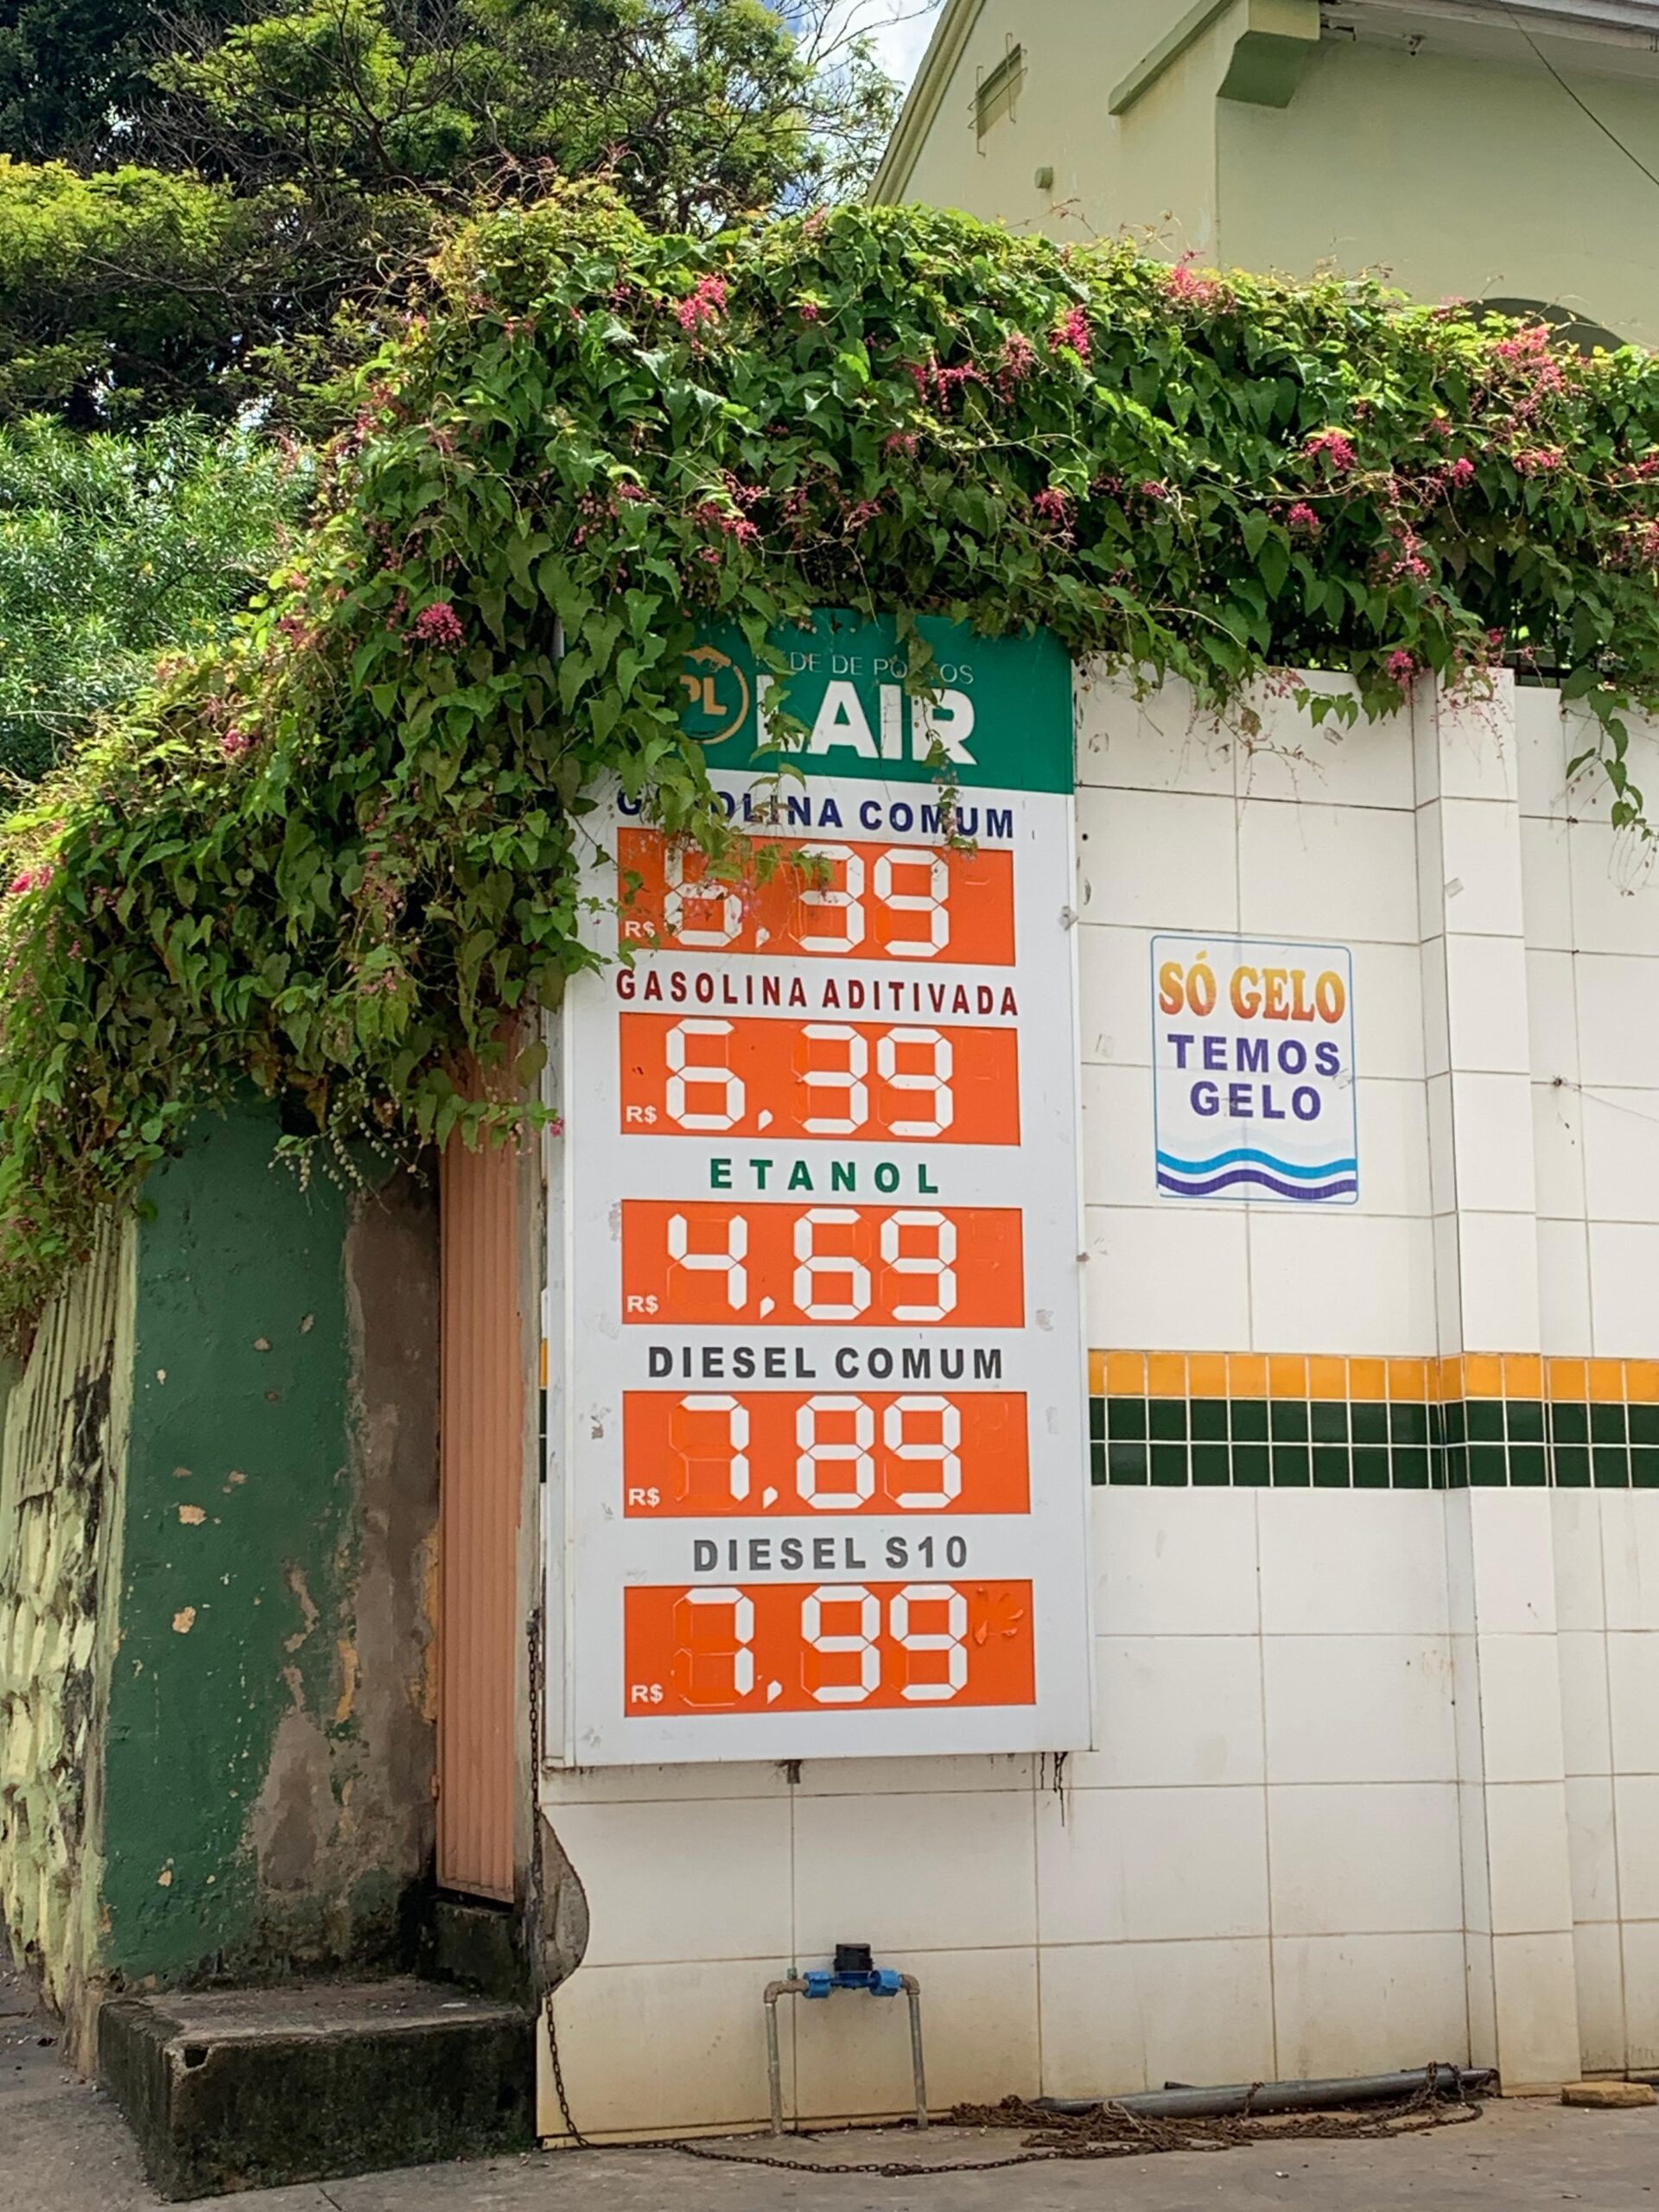 PL
REDE DE POSTOS
LAIR
GASOLINA COMUM
R$ 6,39
GASOLINA ADITIVADA
R$ 6,39
ETANOL
R$ 4,69
DIESEL COMUM
R$ 7,89
DIESEL S10
R$ 7,99
SÓ GELO
TEMOS
GELO